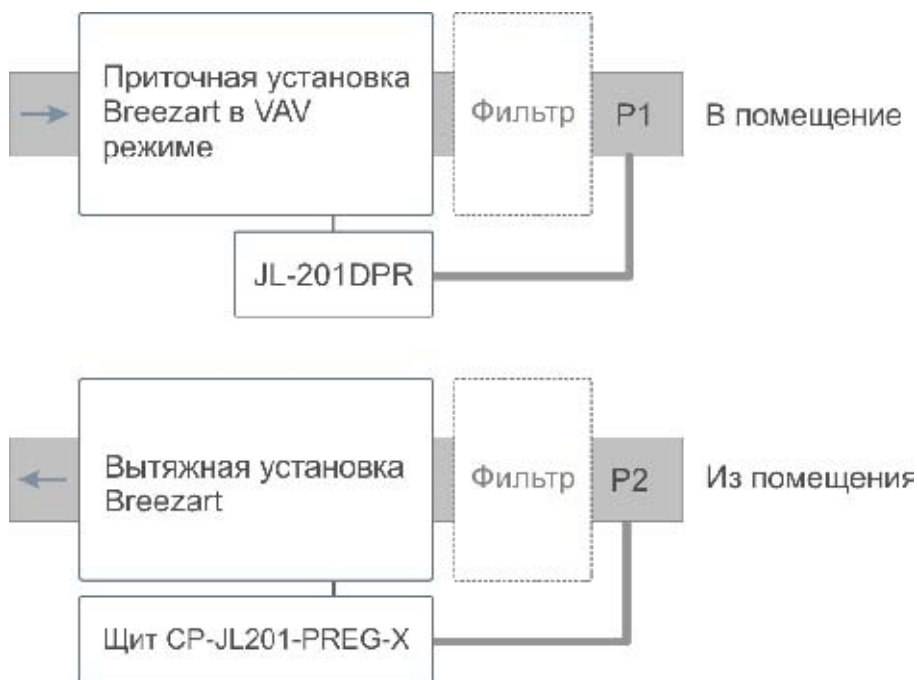 Приточная установка
Breezart в VAV
режиме
Фильтр
P1
В помещение
JL-201DPR
Вытяжная установка
Breezart
Фильтр
P2
Из помещения
Щит CP-JL201-PREG-X